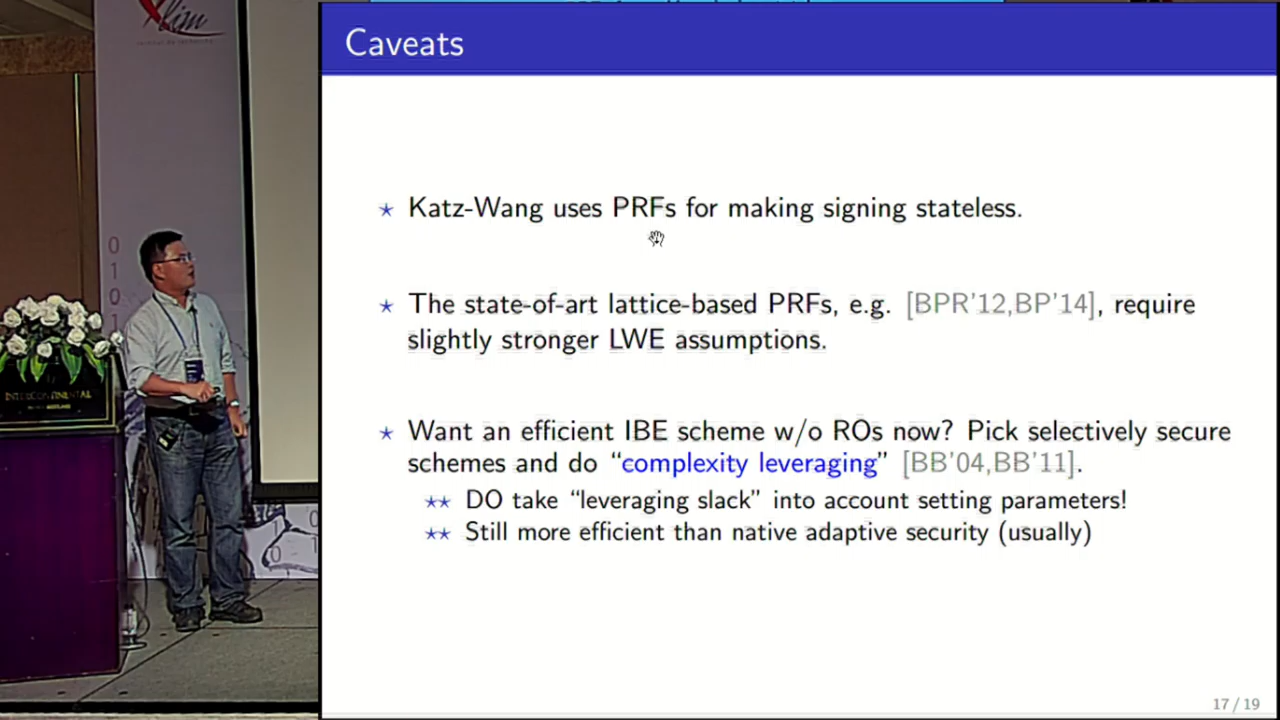 Caveats
Katz-Wang uses PRFs for making signing stateless.
The state-of-art lattice-based PRFs, e.g. [BPR'12,BP'14], require
slightly stronger LWE assumptions.
Want an efficient IBE scheme w/o ROs now? Pick selectively secure
schemes and do “complexity leveraging” [BB'04,BB'11].
DO take “leveraging slack” into account setting parameters!
Still more efficient than native adaptive security (usually)
17 / 19
INTERCONTINENTAL